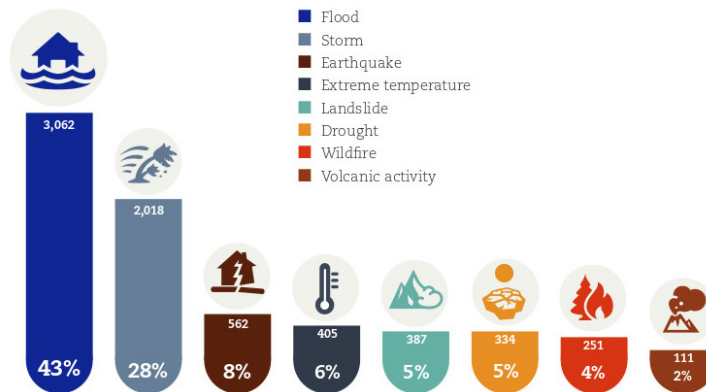 Flood
Storm
Earthquake
Extreme temperature
Landslide
Drought
Wildfire
Volcanic activity
3,062
2,018
562
405
387
334
251
111
43%
28%
8%
6%
5%
5%
4%
2%